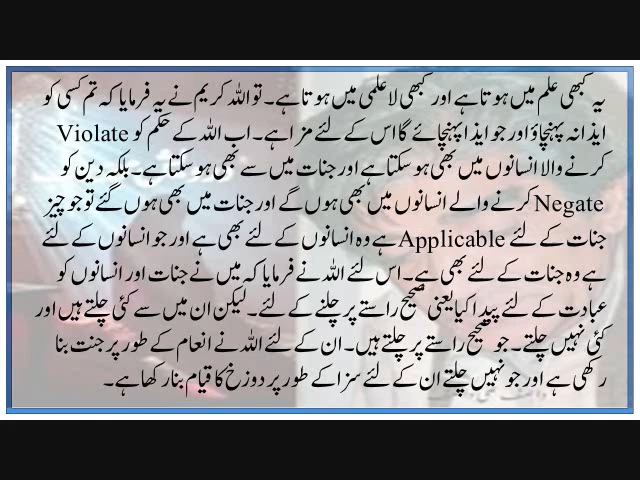 یہ کبھی علم میں ہوتا ہے اور کبھی لاعلمی میں ہوتا ہے۔ تو اللہ کریم نے یہ فرمایا کہ تم کسی کو
ایذا نہ پہنچاؤ اور جو ایذا پہنچائے گا اس کے لئے سزا ہے۔ اب اللہ کے حکم کو Violate
کرنے والا انسانوں میں بھی ہو سکتا ہے اور جنات میں سے بھی ہو سکتا ہے۔ بلکہ دین کو
Negate کرنے والے انسانوں میں بھی ہوں گے اور جنات میں بھی ہوں گئے تو جو چیز
جنات کے لئے Applicable ہے وہ انسانوں کے لئے بھی ہے اور جو انسانوں کے لئے
ہے وہ جنات کے لئے بھی ہے۔ اس لئے اللہ نے فرمایا کہ میں نے جنات اور انسانوں کو
عبادت کے لئے پیدا کیا یعنی صحیح راستے پر چلنے کے لئے۔ لیکن ان میں سے کئی چلتے ہیں اور
کئی نہیں چلتے۔ جو صحیح راستے پر چلتے ہیں۔ ان کے لئے اللہ نے انعام کے طور پر جنت بنا
رکھی ہے اور جو نہیں چلتے ان کے لئے سزا کے طور پر دوزخ کا قیام بنا رکھا ہے۔